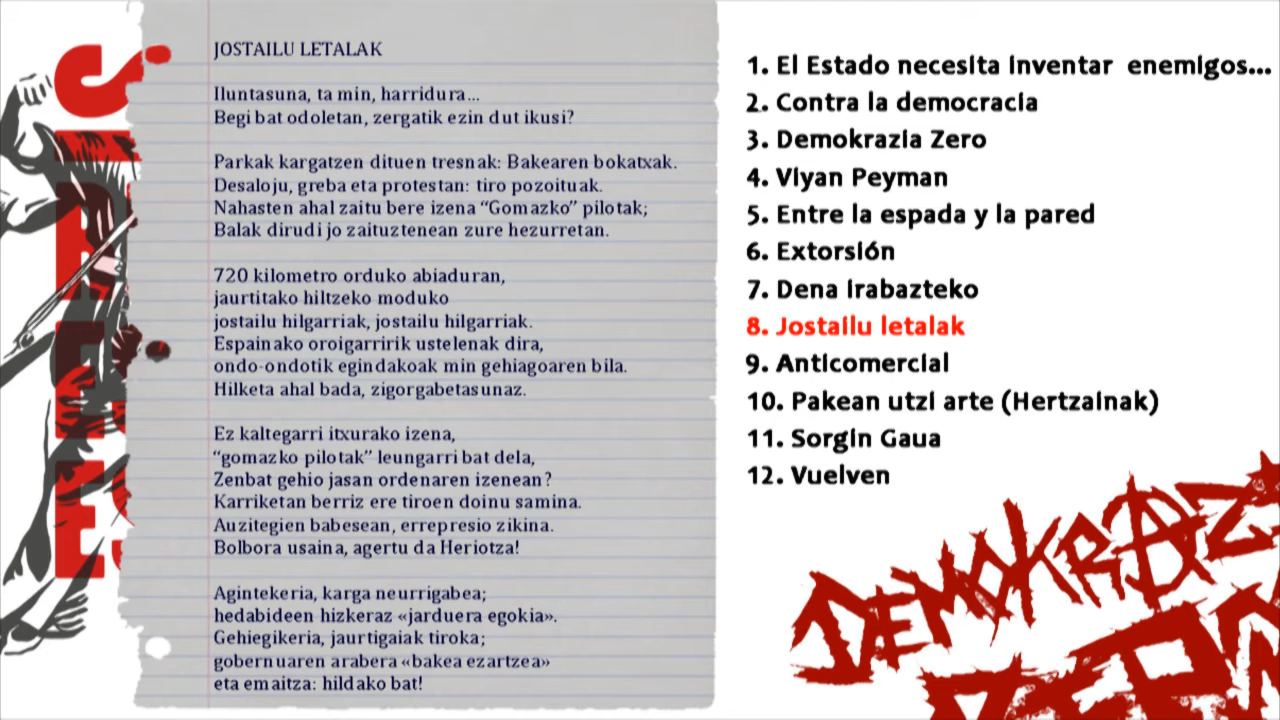 JOSTAILU LETALAK
Iluntasuna, ta min, harridura...
Begi bat odoletan, zergatik ezin dut ikusi?
Parkak kargatzen dituen tresnak: Bakearen bokatxak.
Desaloju, greba eta protestan: tiro pozoituak.
Nahasten ahal zaitu bere izena “Gomazko” pilotak;
Balak dirudi jo zaituztenean zure hezurretan.
720 kilometro orduko abiaduran,
jaurtitako hiltzeko moduko
jostailu hilgarriak, jostailu hilgarriak.
Espainako oroigarririk ustelenak dira,
ondo-ondotik egindakoak min gehiagoaren bila.
Hilketa ahal bada, zigorgabetasunaz.
Ez kaltegarri itxurako izena,
“gomazko pilotak” leungarri bat dela,
Zenbat gehio jasan ordenaren izenean?
Karriketan berriz ere tiroen doinu samina.
Auzitegien babesean, errepresio zikina.
Bolbora usaina, agertu da Heriotza!
Agintekeria, karga neurrigabea;
hedabideen hizkeraz «jarduera egokia».
Gehiegikeria, jaurtigaiak tiroka;
gobernuaren arabera «bakea ezartzea»
eta emaitza: hildako bat!
1. El Estado necesita inventar enemigos...
2. Contra la democracia
3. Demokrazia Zero
4. Viyan Peyman
5. Entre la espada y la pared
6. Extorsión
7. Dena irabazteko
8. Jostailu letalak
9. Anticomercial
10. Pakean utzi arte (Hertzainak)
11. Sorgin Gaua
12. Vuelven
DEMOKRAZ